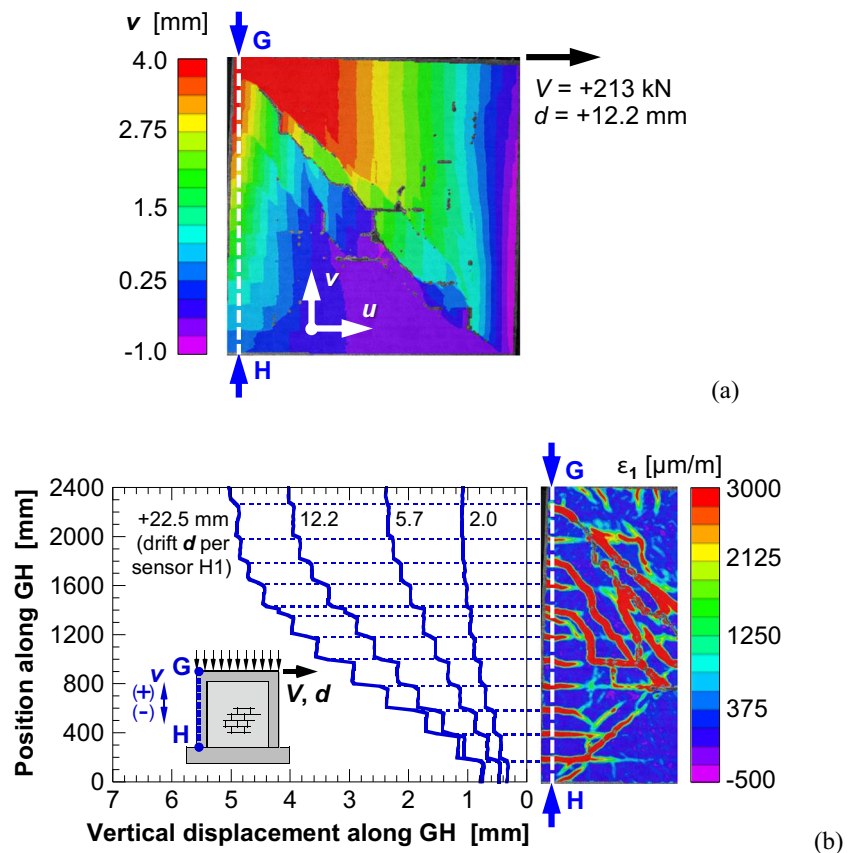 v [mm]
G
4.0
2.75
1.5
0.25
-1.0
V = +213 kN
d = +12.2 mm
v
u
H
(a)
G
ε1 [µm/m]
Position along GH [mm]
2400
2000
1600
1200
800
400
0
+22.5 mm
(drift d per
sensor H1)
12.2
5.7
2.0
G
v
(+)
(-)
H
V, d
7 6 5 4 3 2 1 0
Vertical displacement along GH [mm]
3000
2125
1250
375
-500
H
(b)